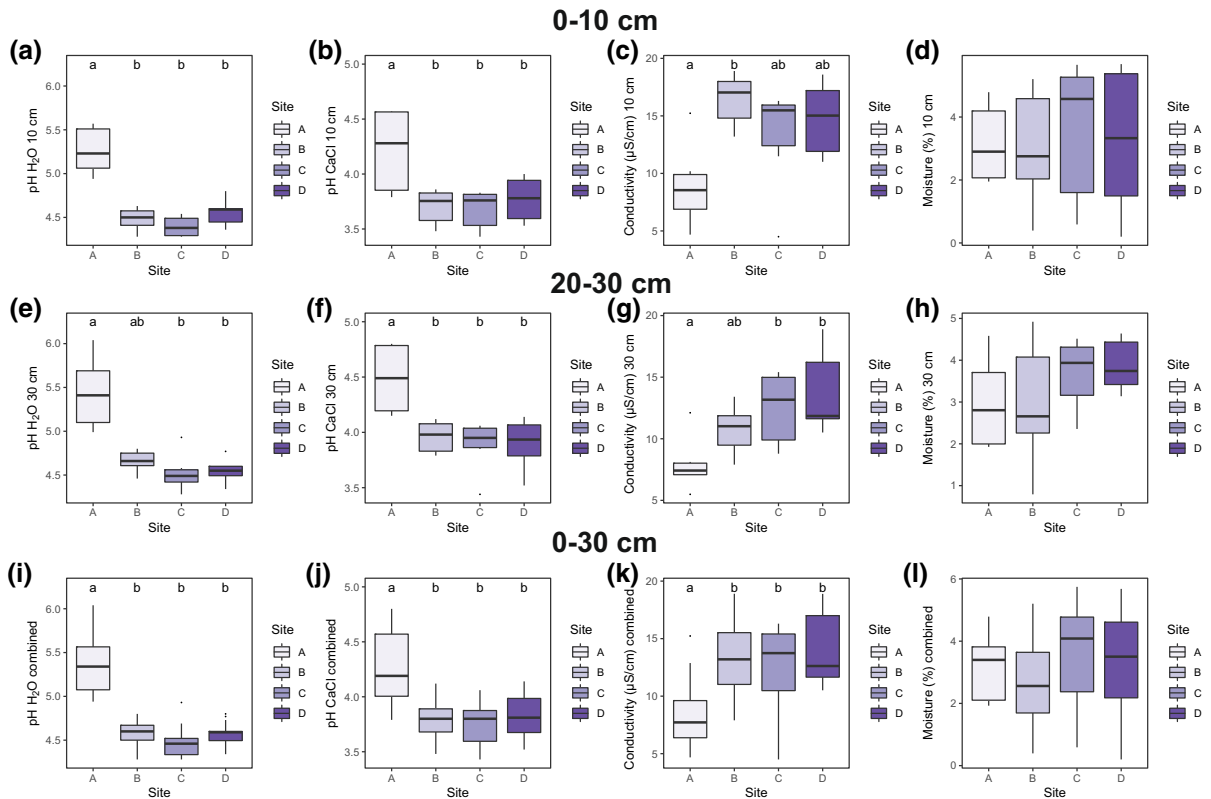 0-10 cm
(a)
a b b b
pH H₂O 10 cm
6.0
5.5
5.0
4.5
A B C D
Site
Site
A
B
C
D
(b)
a b b b
pH CaCl 10 cm
5.0
4.5
4.0
3.5
A B C D
Site
Site
A
B
C
D
(c)
a b ab ab
Conductivity (µS/cm) 10 cm
20
15
10
5
A B C D
Site
Site
A
B
C
D
(d)
Moisture (%) 10 cm
4
2
0
A B C D
Site
Site
A
B
C
D
20-30 cm
(e)
a ab b b
pH H₂O 30 cm
6.0
5.5
5.0
4.5
A B C D
Site
Site
A
B
C
D
(f)
a b b b
pH CaCl 30 cm
5.0
4.5
4.0
3.5
A B C D
Site
Site
A
B
C
D
(g)
a ab b b
Conductivity (µS/cm) 30 cm
20
15
10
5
A B C D
Site
Site
A
B
C
D
(h)
Moisture (%) 30 cm
5
4
3
2
1
A B C D
Site
Site
A
B
C
D
0-30 cm
(i)
a b b b
pH H₂O combined
6.0
5.5
5.0
4.5
A B C D
Site
Site
A
B
C
D
(j)
a b b b
pH CaCl combined
5.0
4.5
4.0
3.5
A B C D
Site
Site
A
B
C
D
(k)
a b b b
Conductivity (µS/cm) combined
20
15
10
5
A B C D
Site
Site
A
B
C
D
(l)
Moisture (%) combined
6
4
2
0
A B C D
Site
Site
A
B
C
D